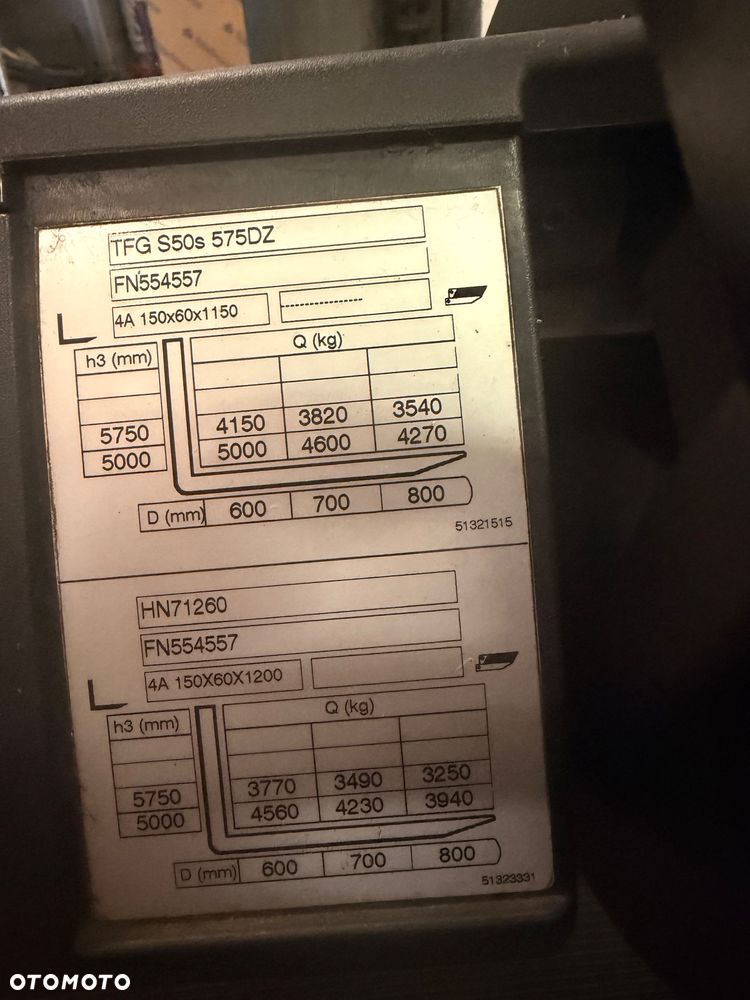 TFG S50s 575DZ
FN554557
4A 150x60x1150
h3 (mm) Q (kg)
5750 4150 3820 3540
5000 5000 4600 4270
D (mm) 600 700 800
51321515
HN71260
FN554557
4A 150X60X1200
h3 (mm) Q (kg)
5750 3770 3490 3250
5000 4560 4230 3940
D (mm) 600 700 800
51323331
OTOMOTO